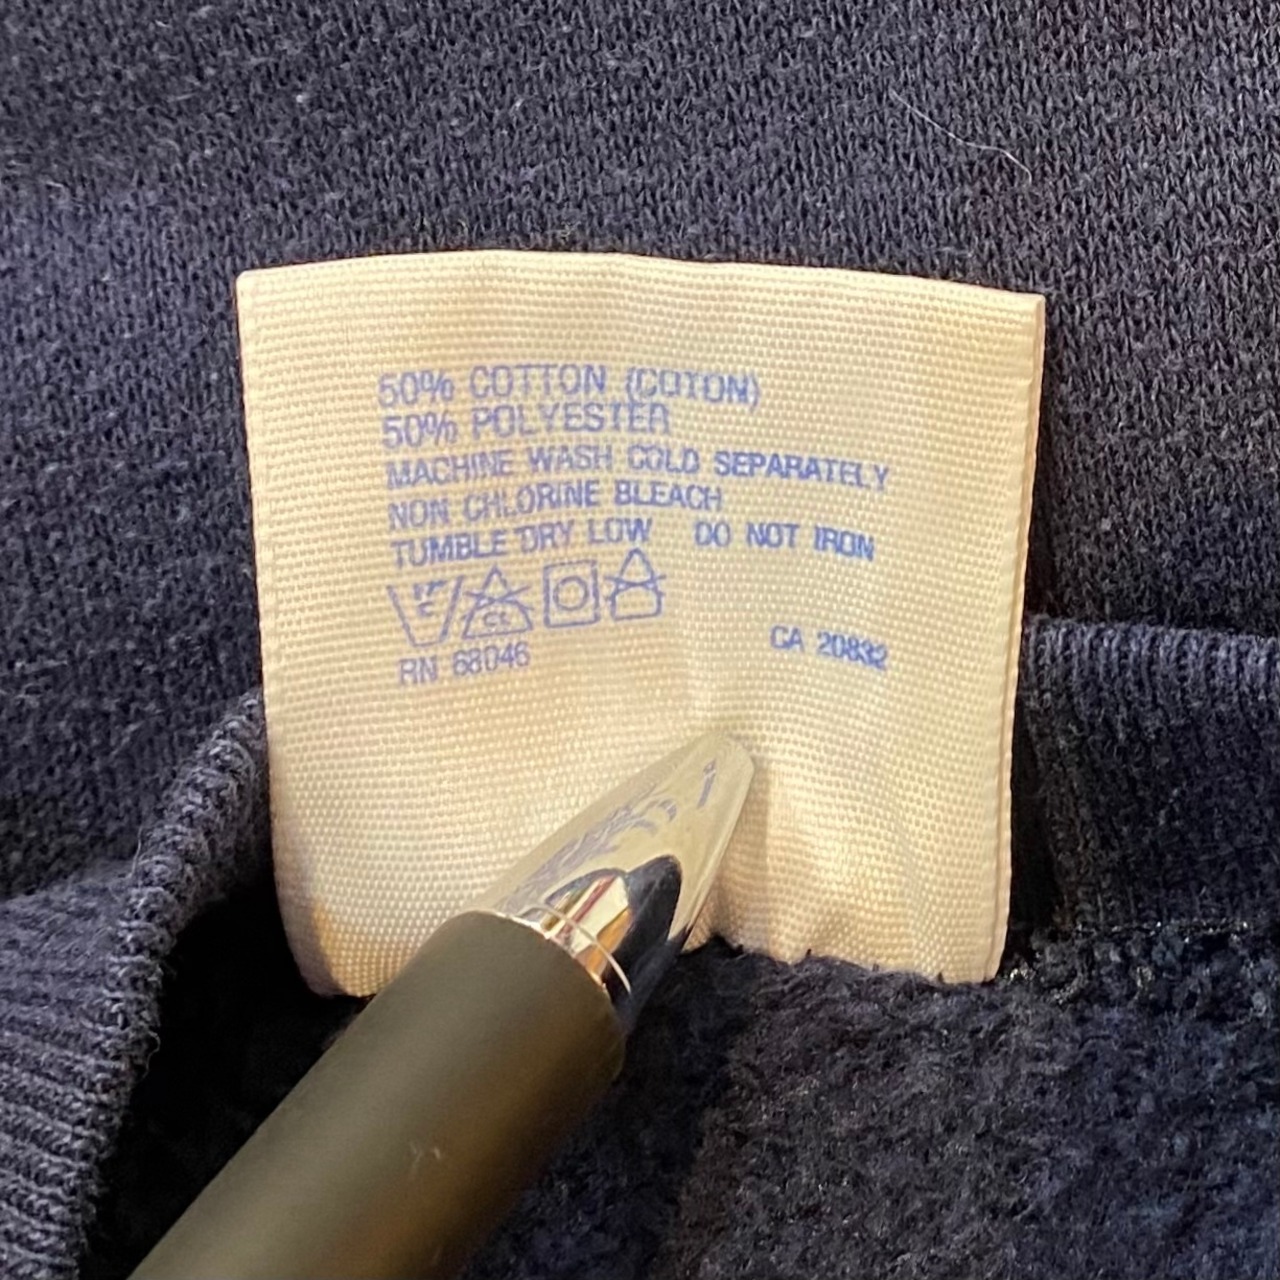 50% COTTON (COTON)
50% POLYESTER
MACHINE WASH COLD SEPARATELY
NON CHLORINE BLEACH
TUMBLE DRY LOW DO NOT IRON
CL
RN 68046 CA 20832